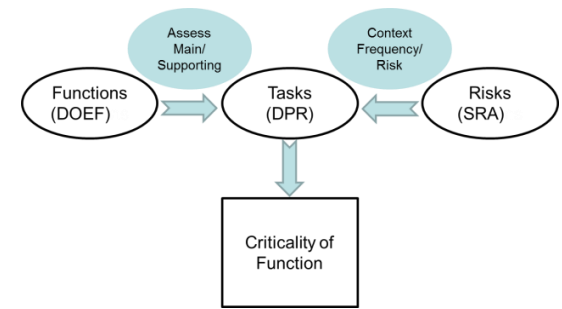 Assess
Main/
Supporting
Context
Frequency/
Risk
Functions
(DOEF)
Tasks
(DPR)
Risks
(SRA)
Criticality of
Function